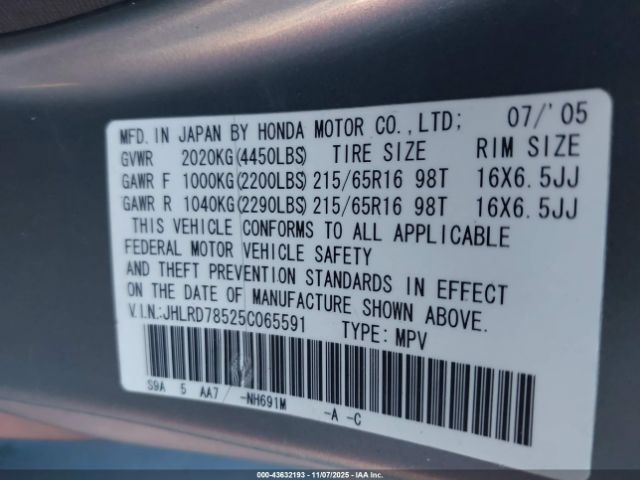 MFD. IN JAPAN BY HONDA MOTOR CO.,LTD; 07/'05
GVWR 2020KG(4450LBS) TIRE SIZE RIM SIZE
GAWR F 1000KG(2200LBS) 215/65R16 98T 16X6.5JJ
GAWR R 1040KG(2290LBS) 215/65R16 98T 16X6.5JJ
THIS VEHICLE CONFORMS TO ALL APPLICABLE
FEDERAL MOTOR VEHICLE SAFETY
AND THEFT PREVENTION STANDARDS IN EFFECT
ON THE DATE OF MANUFACTURE SHOWN ABOVE.
V.I.N.:JHLRD78525C065591 TYPE: MPV
S9A 5 AA7 -NH691M -A -C
000-43632193 - 11/07/2025 - IAAI.COM